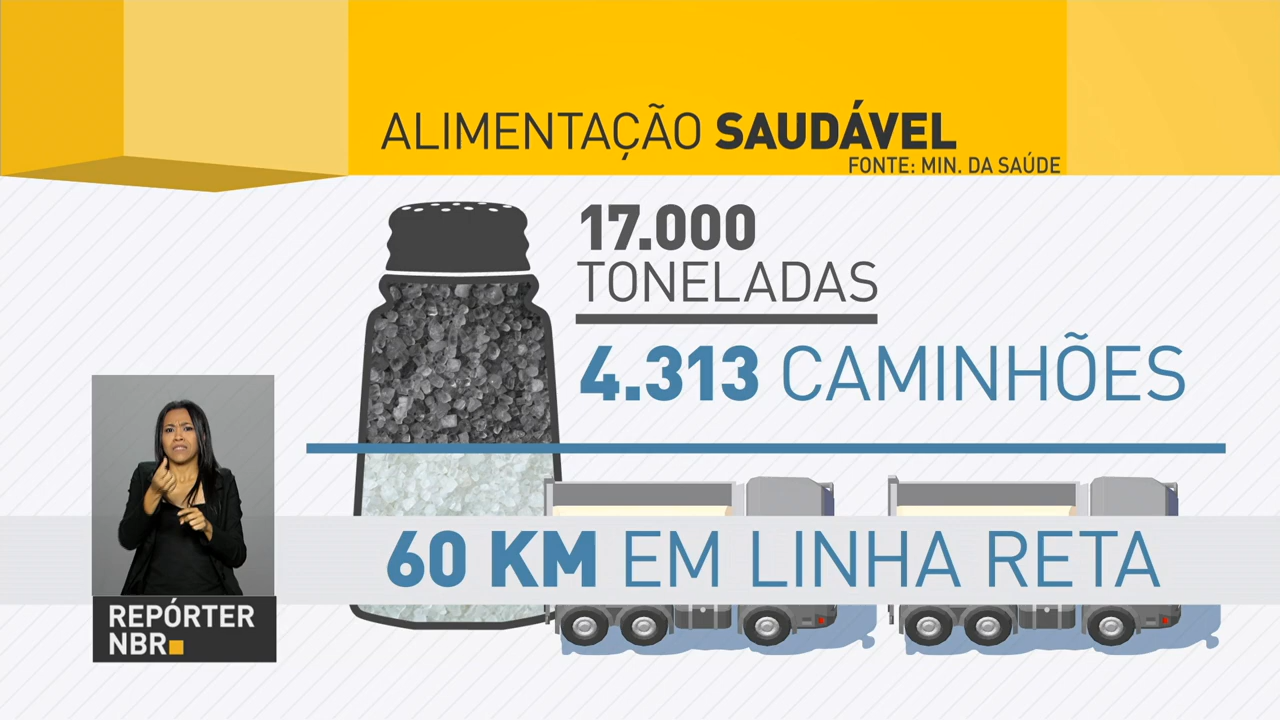 ALIMENTAÇÃO SAUDÁVEL
FONTE: MIN. DA SAÚDE
17.000
TONELADAS
4.313 CAMINHÕES
60 KM EM LINHA RETA
REPÓRTER
NBR